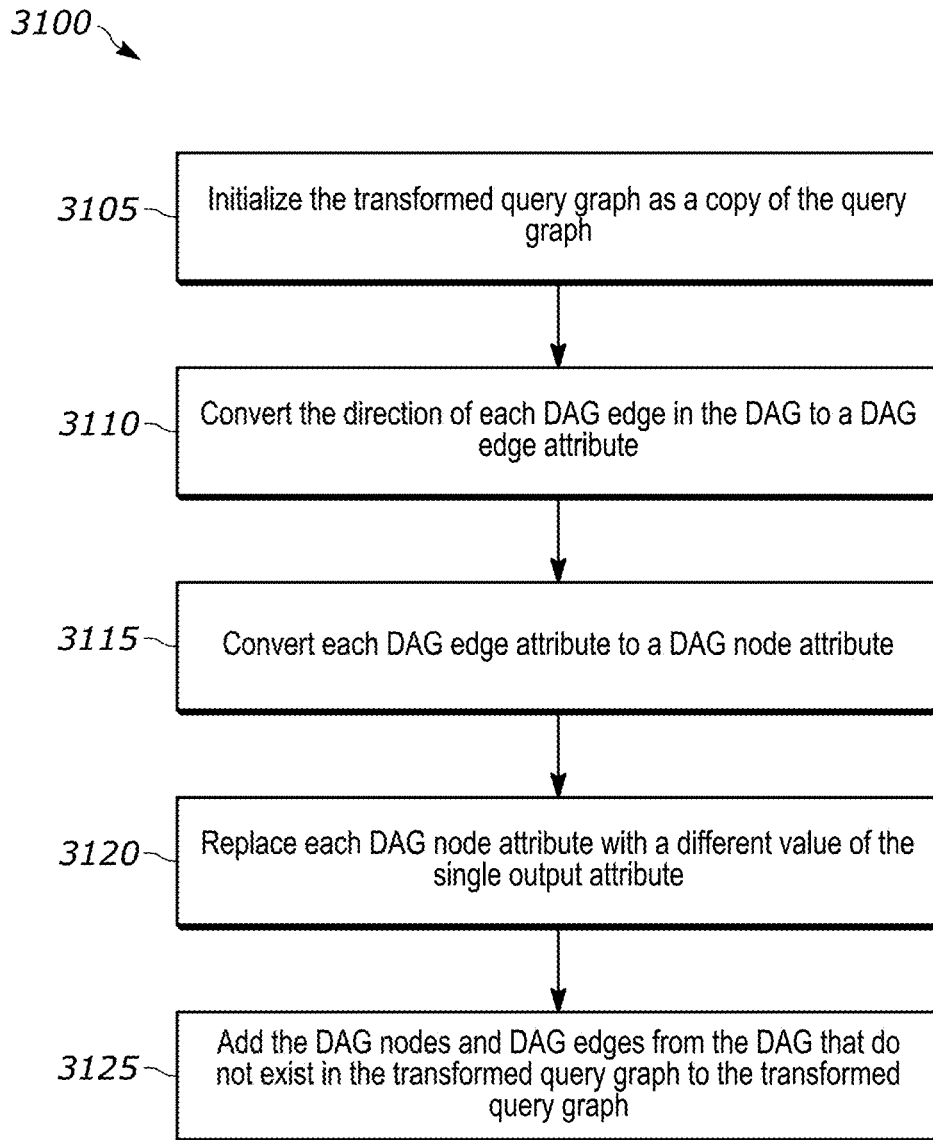 3100
3105
Initialize the transformed query graph as a copy of the query
graph
3110
Convert the direction of each DAG edge in the DAG to a DAG
edge attribute
3115
Convert each DAG edge attribute to a DAG node attribute
3120
Replace each DAG node attribute with a different value of the
single output attribute
3125
Add the DAG nodes and DAG edges from the DAG that do
not exist in the transformed query graph to the transformed
query graph